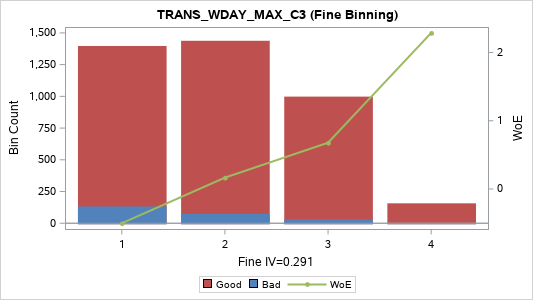 TRANS_WDAY_MAX_C3 (Fine Binning)
1,500
1,250
1,000
750
500
250
0
Bin Count
2
1
0
WoE
1 2 3 4
Fine IV=0.291
Good Bad WoE